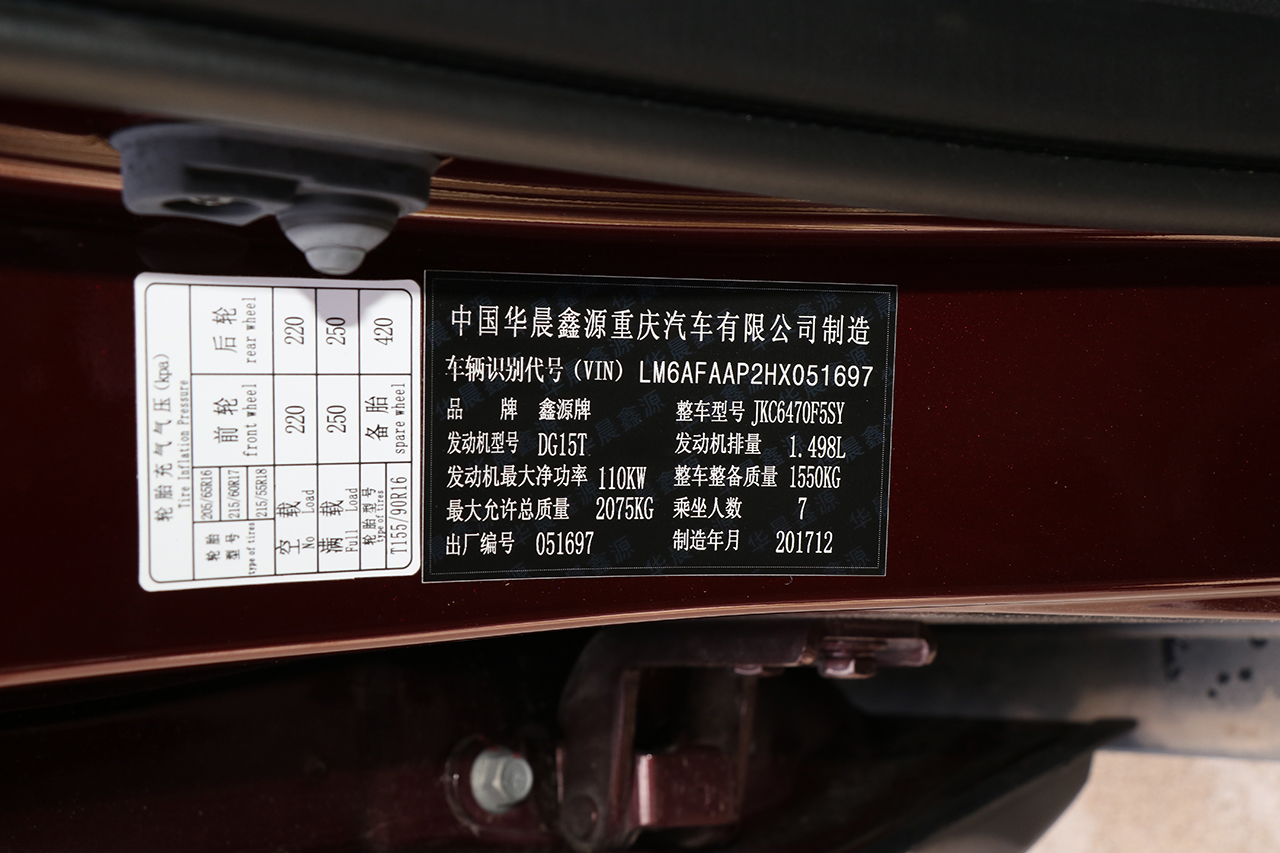 轮胎充气气压(kpa)
Tire Inflation Pressure
轮胎型号 type of tires 205/65R16 215/60R17 215/55R18 前轮 front wheel 后轮 rear wheel
空载 No Load 220 220
满载 Full Load 250 250
轮胎型号 type of tires T155/90R16 备胎 spare wheel 420
中国华晨鑫源重庆汽车有限公司制造
车辆识别代号(VIN) LM6AFAAP2HX051697
品 牌 鑫源牌 整车型号 JKC6470F5SY
发动机型号 DG15T 发动机排量 1.498L
发动机最大净功率 110KW 整车整备质量 1550KG
最大允许总质量 2075KG 乘坐人数 7
出厂编号 051697 制造年月 201712